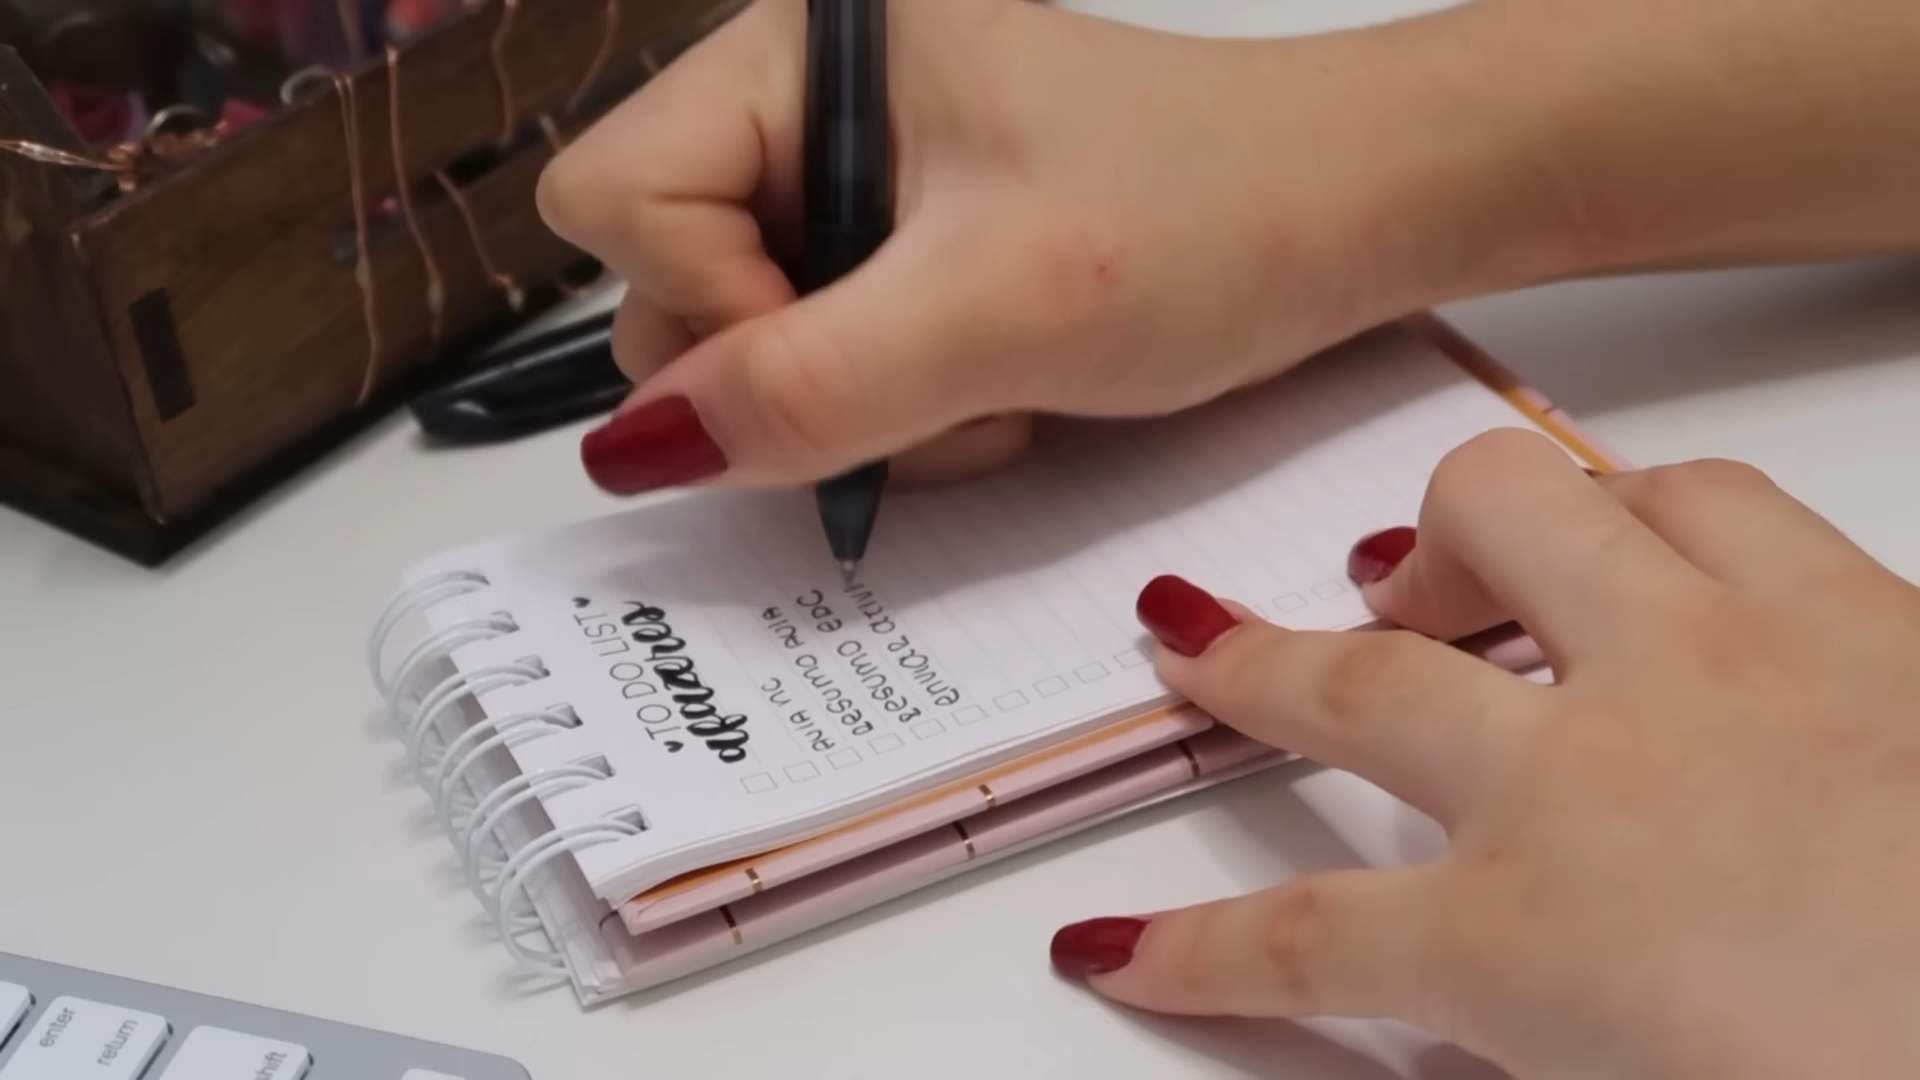 "TO DO LIST"
afazeres
AULA NC
RESUMO AULA
RESUMO EDC
ENVIAR ATIVI
enter
return
shift